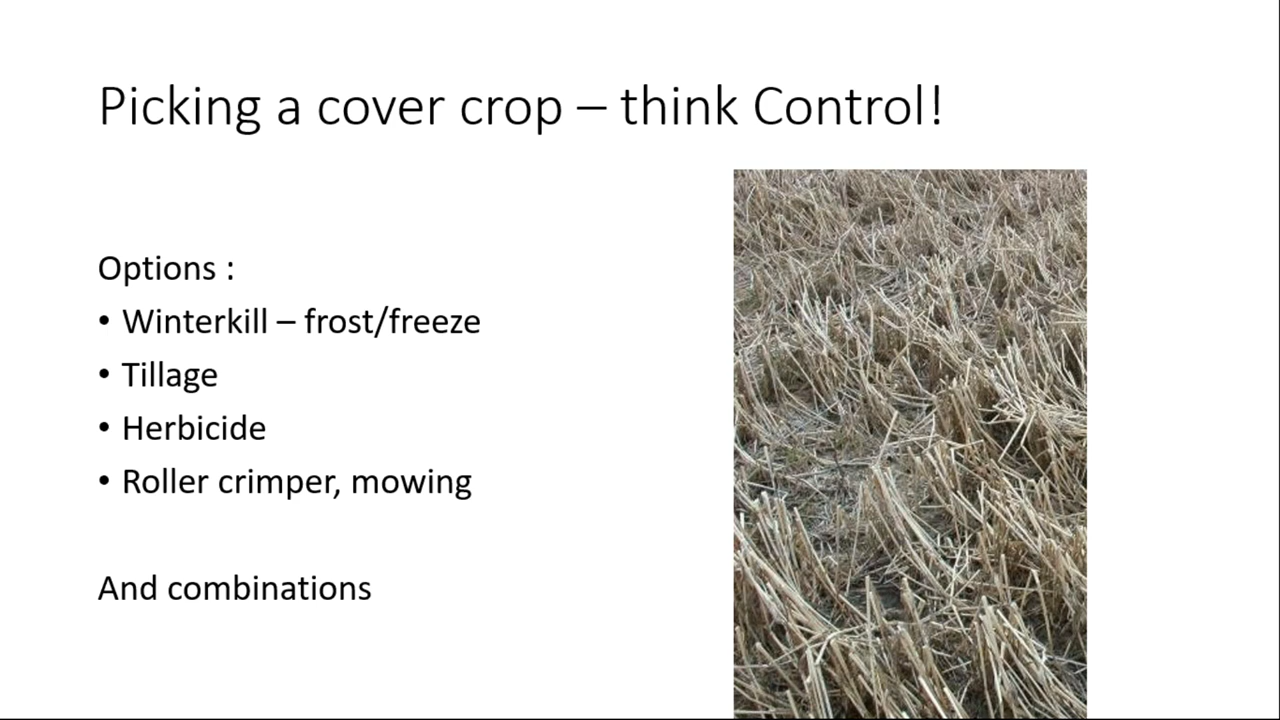 Picking a cover crop – think Control!
Options :
• Winterkill – frost/freeze
• Tillage
• Herbicide
• Roller crimper, mowing
And combinations